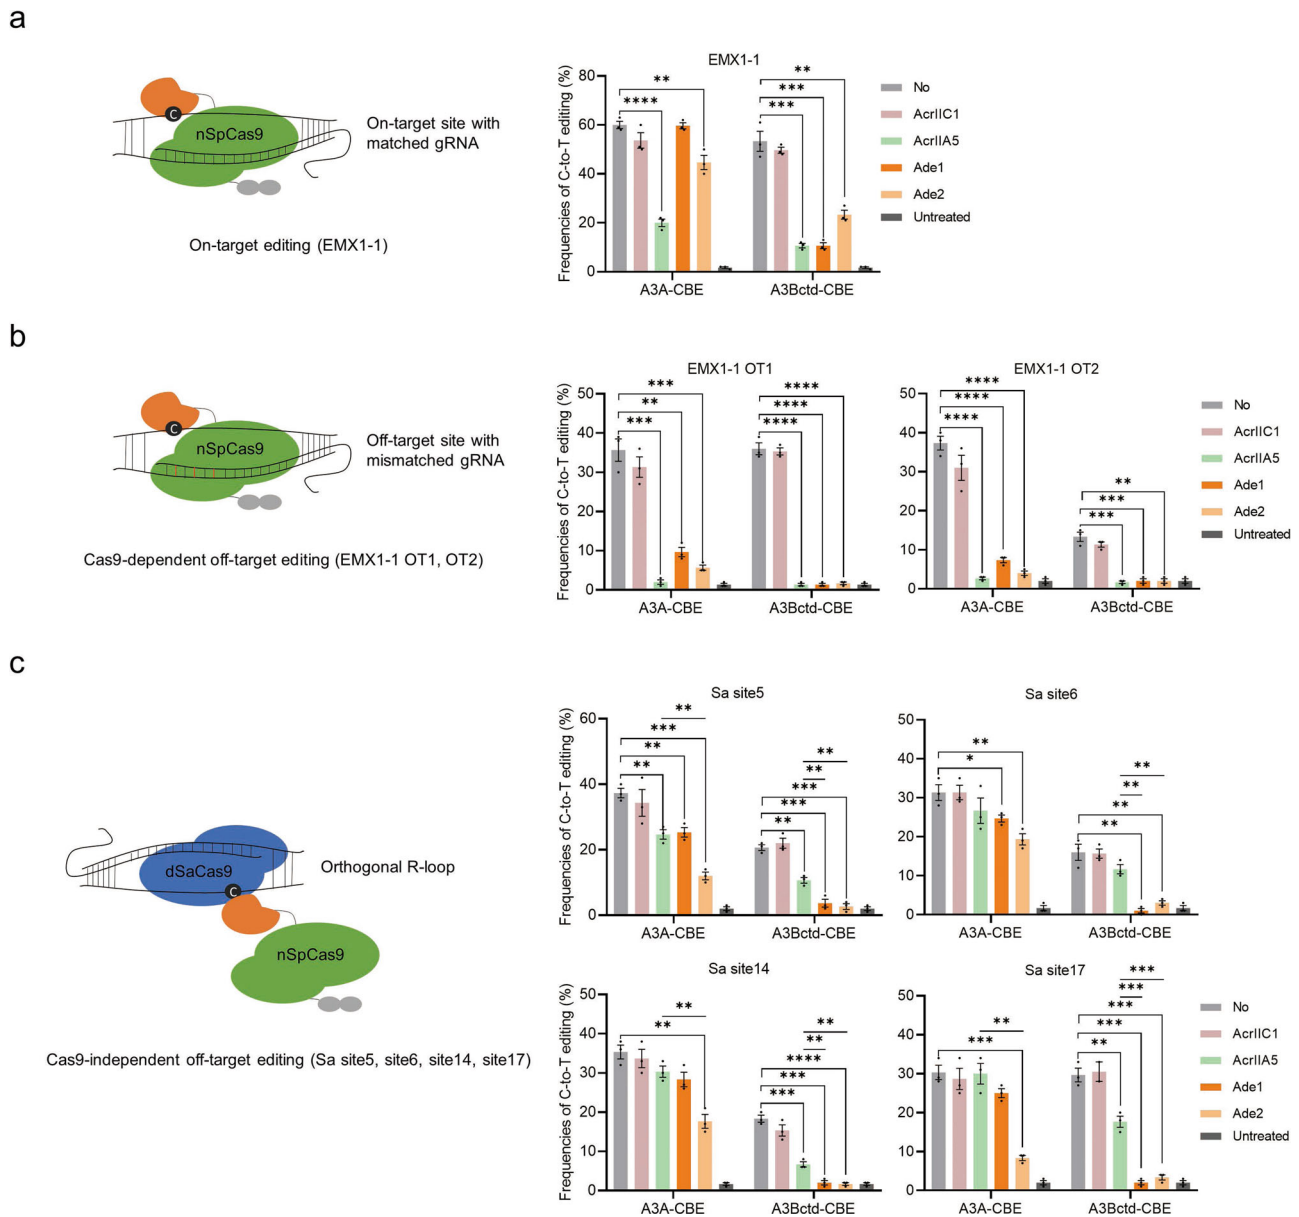 a
EMX1-1
Frequencies of C-to-T editing (%)
80
60
40
20
0
**
****
**
***
***
A3A-CBE
A3Bctd-CBE
No
AcrIIC1
AcrIIA5
Ade1
Ade2
Untreated
C
nSpCas9
On-target site with
matched gRNA
On-target editing (EMX1-1)
b
C
nSpCas9
Off-target site with
mismatched gRNA
Cas9-dependent off-target editing (EMX1-1 OT1, OT2)
EMX1-1 OT1
Frequencies of C-to-T editing (%)
50
40
30
20
10
0
***
**
***
****
****
****
A3A-CBE
A3Bctd-CBE
EMX1-1 OT2
50
40
30
20
10
0
****
****
****
**
***
***
A3A-CBE
A3Bctd-CBE
No
AcrIIC1
AcrIIA5
Ade1
Ade2
Untreated
c
dSaCas9
C
nSpCas9
Orthogonal R-loop
Cas9-independent off-target editing (Sa site5, site6, site14, site17)
Sa site5
Frequencies of C-to-T editing (%)
60
40
20
0
**
***
**
**
**
**
***
***
**
A3A-CBE
A3Bctd-CBE
Sa site6
50
40
30
20
10
0
**
*
**
**
**
**
A3A-CBE
A3Bctd-CBE
Sa site14
Frequencies of C-to-T editing (%)
50
40
30
20
10
0
**
**
**
**
****
***
***
A3A-CBE
A3Bctd-CBE
Sa site17
50
40
30
20
10
0
**
***
***
***
***
***
**
A3A-CBE
A3Bctd-CBE
No
AcrIIC1
AcrIIA5
Ade1
Ade2
Untreated